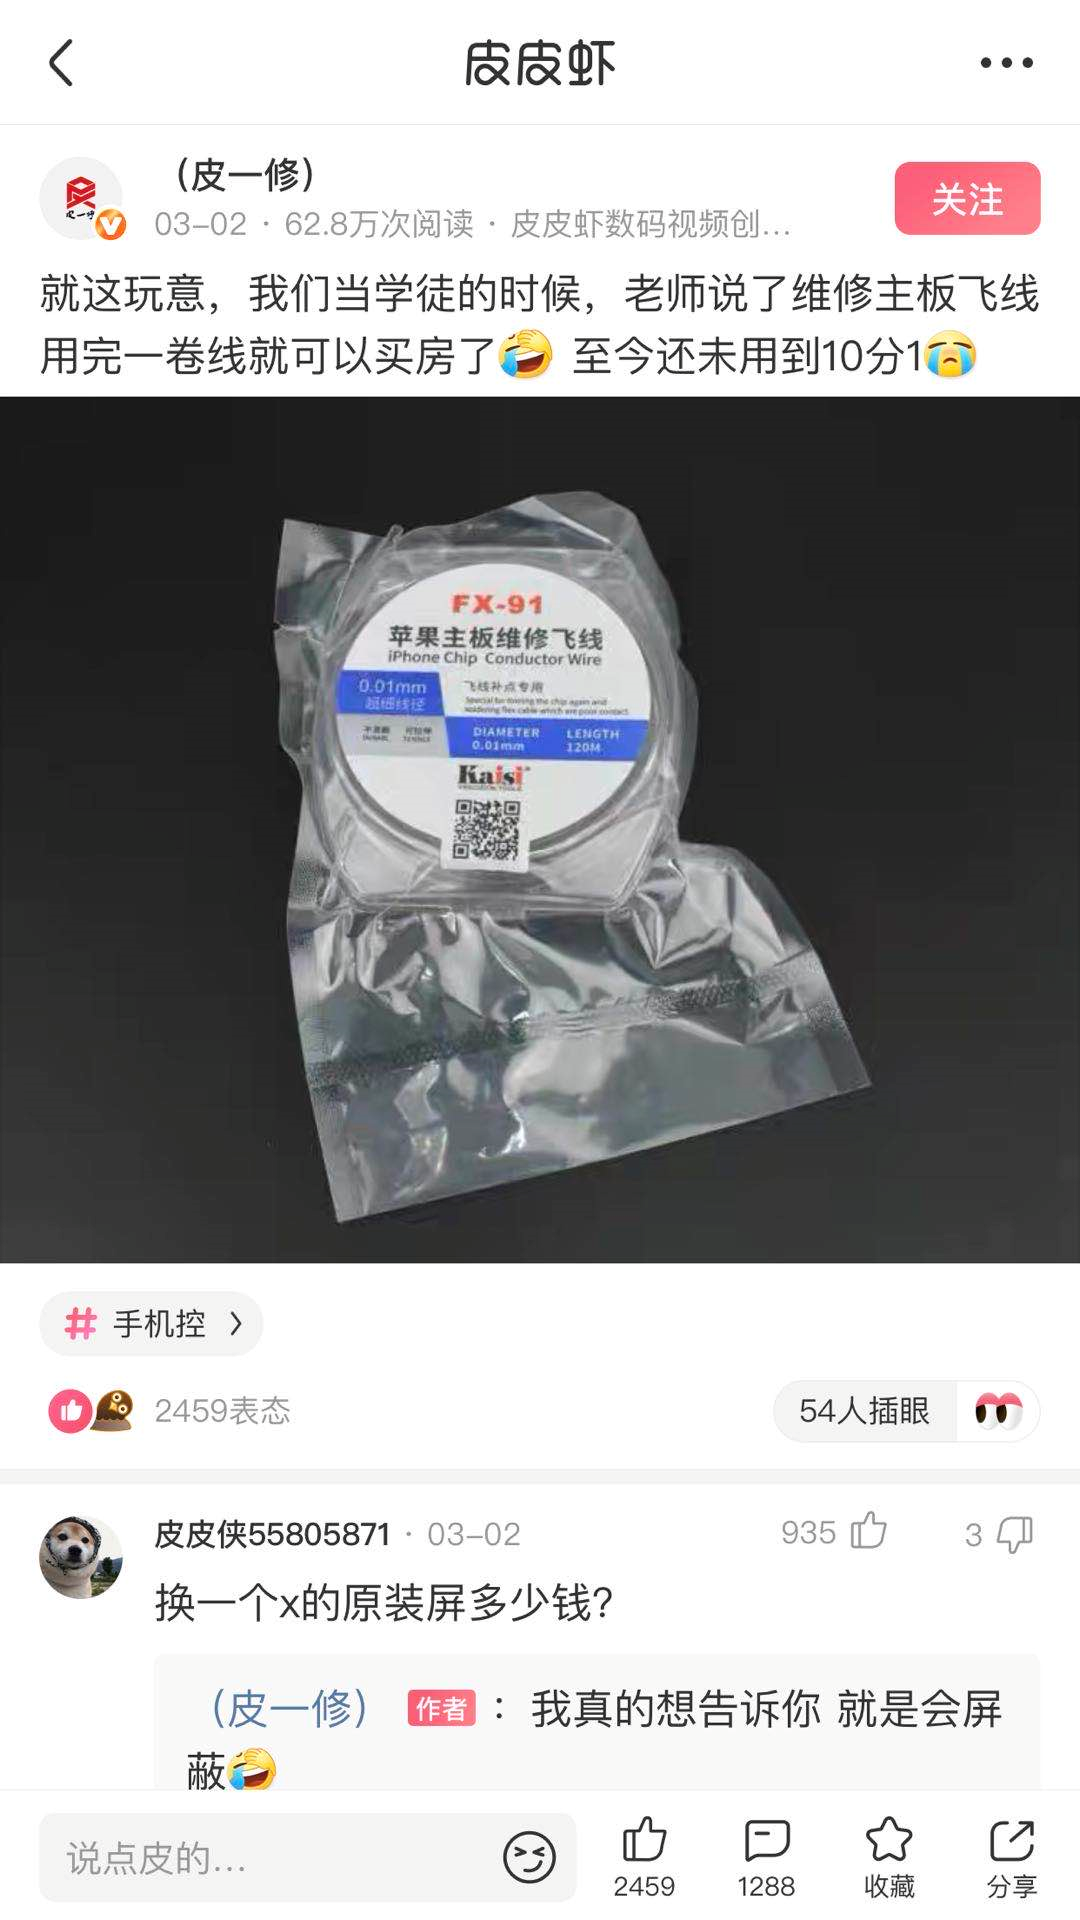 皮皮虾
（皮一修）
03-02 · 62.8万次阅读 · 皮皮虾数码视频创...
关注
就这玩意，我们当学徒的时候，老师说了维修主板飞线
用完一卷线就可以买房了🤣 至今还未用到10分1😭
FX-91
苹果主板维修飞线
iPhone Chip Conductor Wire
0.01mm
超细线径
飞线补点专用
DIAMETER
0.01mm
LENGTH
120M
Kaisi
# 手机控 >
2459表态
54人插眼
皮皮侠55805871 · 03-02
935
3
换一个x的原装屏多少钱?
（皮一修） 作者 ： 我真的想告诉你 就是会屏
蔽🤣
说点皮的...
2459
1288
收藏
分享